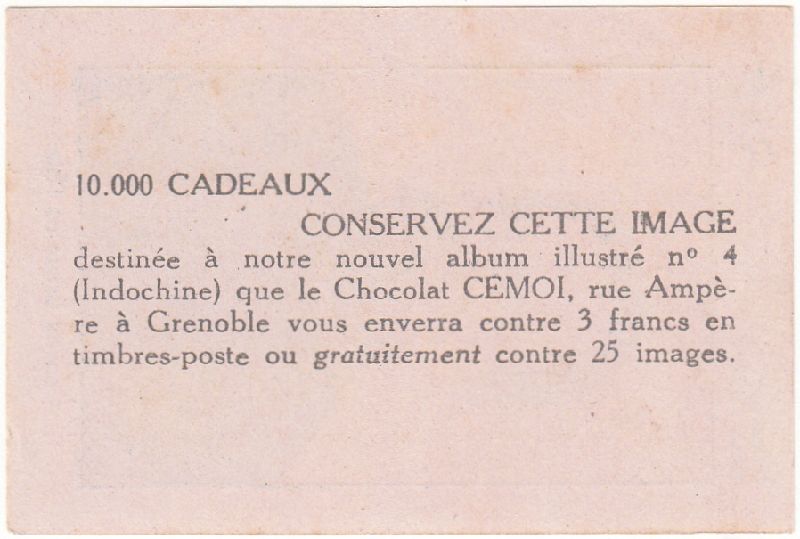 10.000 CADEAUX
CONSERVEZ CETTE IMAGE
destinée à notre nouvel album illustré nº 4
(Indochine) que le Chocolat CEMOI, rue Ampè-
re à Grenoble vous enverra contre 3 francs en
timbres-poste ou gratuitement contre 25 images.